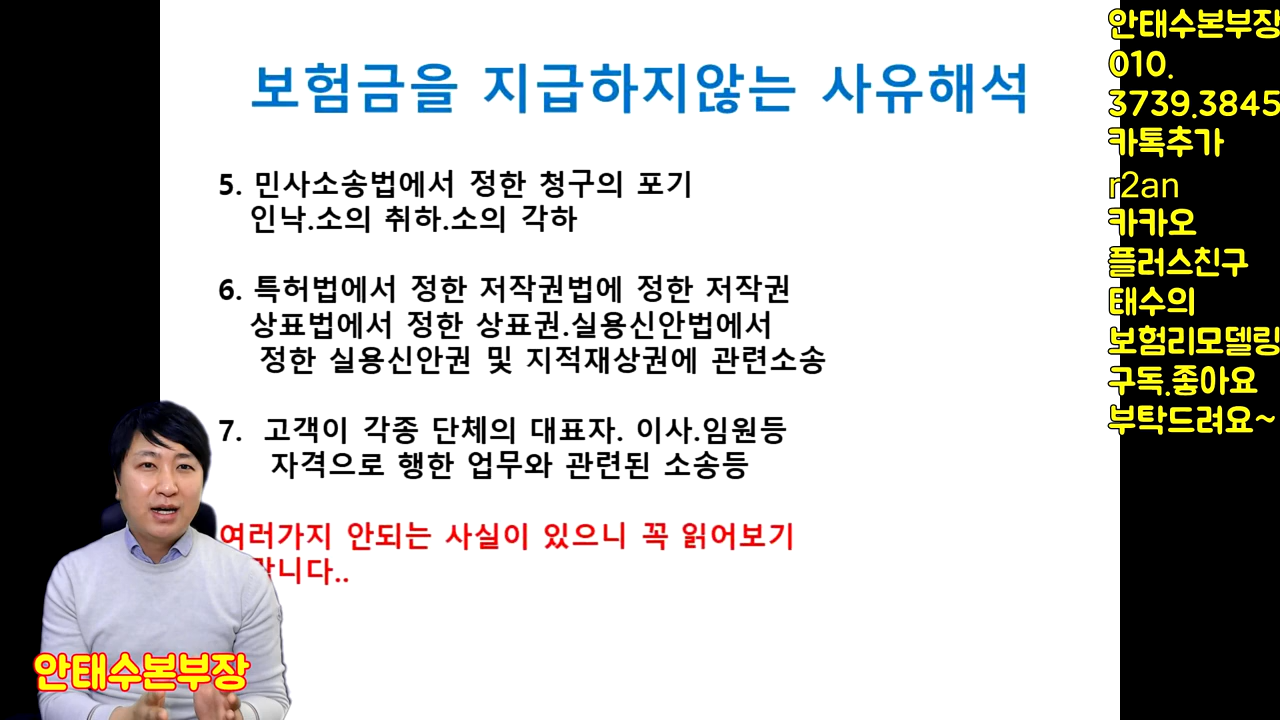 보험금을 지급하지않는 사유해석
5. 민사소송법에서 정한 청구의 포기
인낙.소의 취하.소의 각하
6. 특허법에서 정한 저작권법에 정한 저작권
상표법에서 정한 상표권.실용신안법에서
정한 실용신안권 및 지적재상권에 관련소송
7. 고객이 각종 단체의 대표자. 이사.임원등
자격으로 행한 업무와 관련된 소송등
여러가지 안되는 사실이 있으니 꼭 읽어보기
랍니다..
안태수본부장
안태수본부장
010.
3739.3845
카톡추가
r2an
카카오
플러스친구
태수의
보험리모델링
구독.좋아요
부탁드려요~